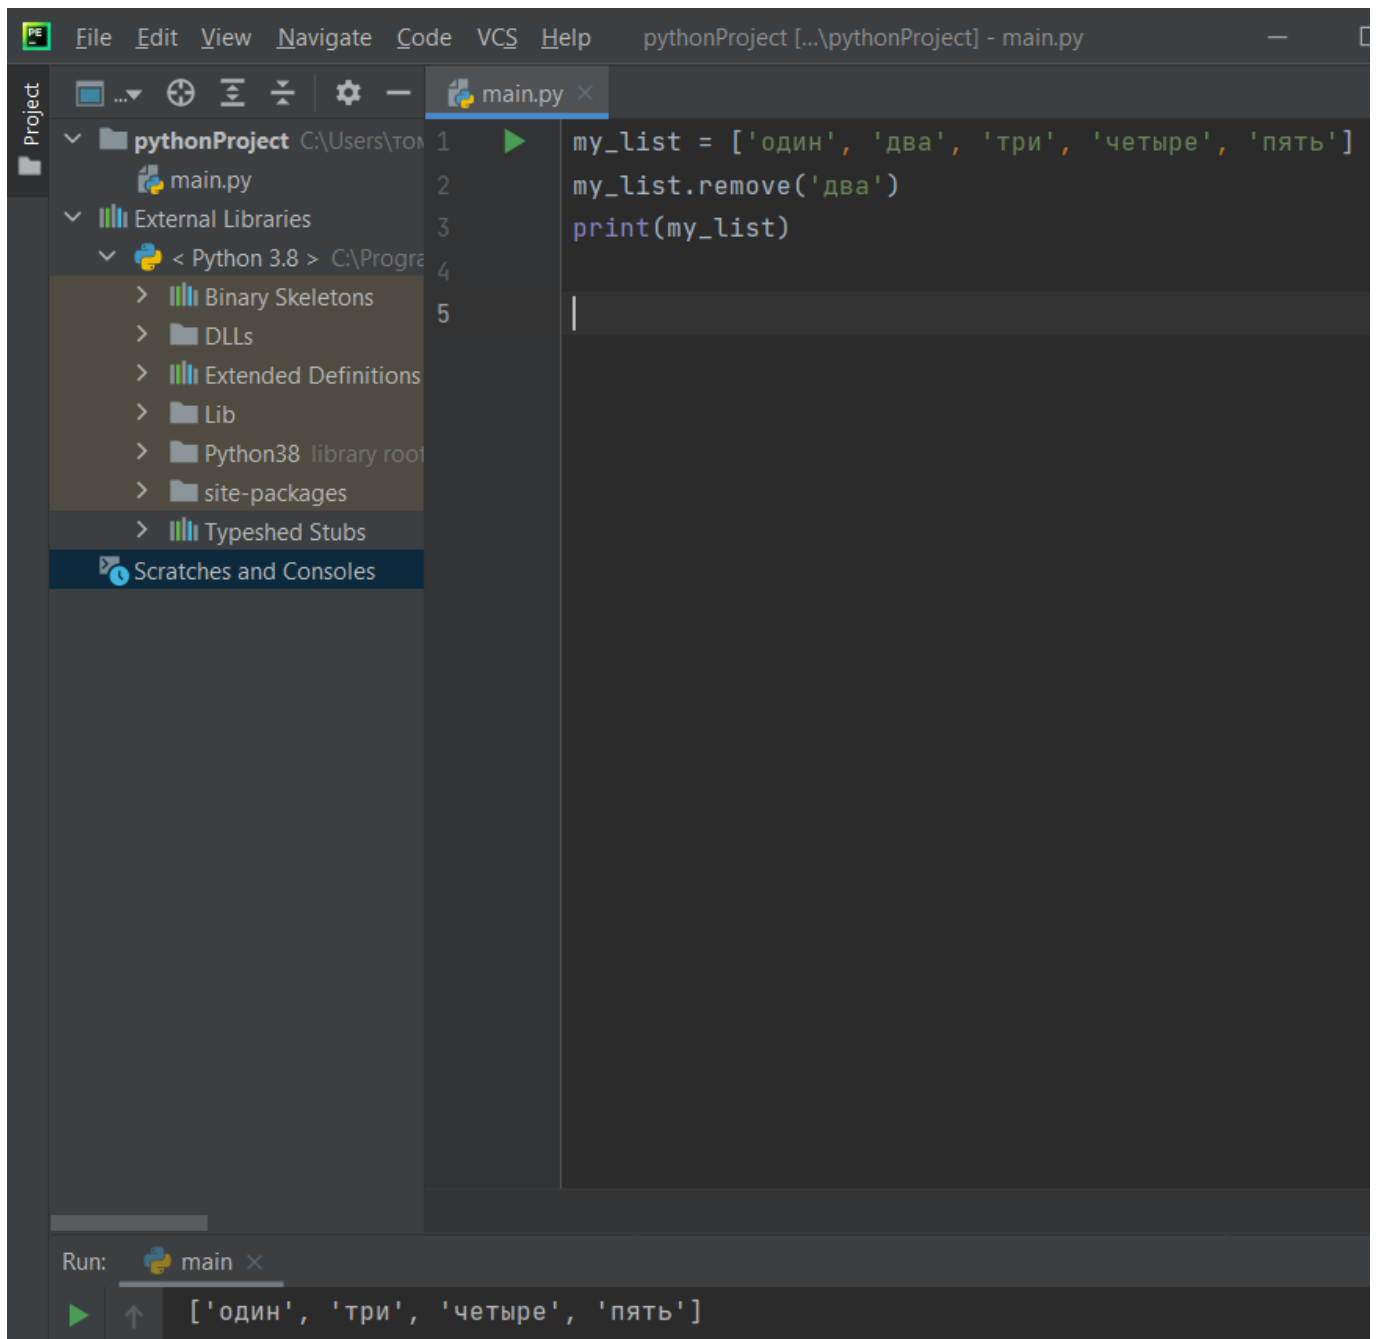 PE File Edit View Navigate Code VCS Help pythonProject [...\pythonProject] - main.py
Project
...
main.py
pythonProject C:\Users\том
main.py
External Libraries
< Python 3.8 > C:\Progra
Binary Skeletons
DLLs
Extended Definitions
Lib
Python38 library root
site-packages
Typeshed Stubs
Scratches and Consoles
1 my_list = ['один', 'два', 'три', 'четыре', 'пять']
2 my_list.remove('два')
3 print(my_list)
4
5
Run: main
['один', 'три', 'четыре', 'пять']